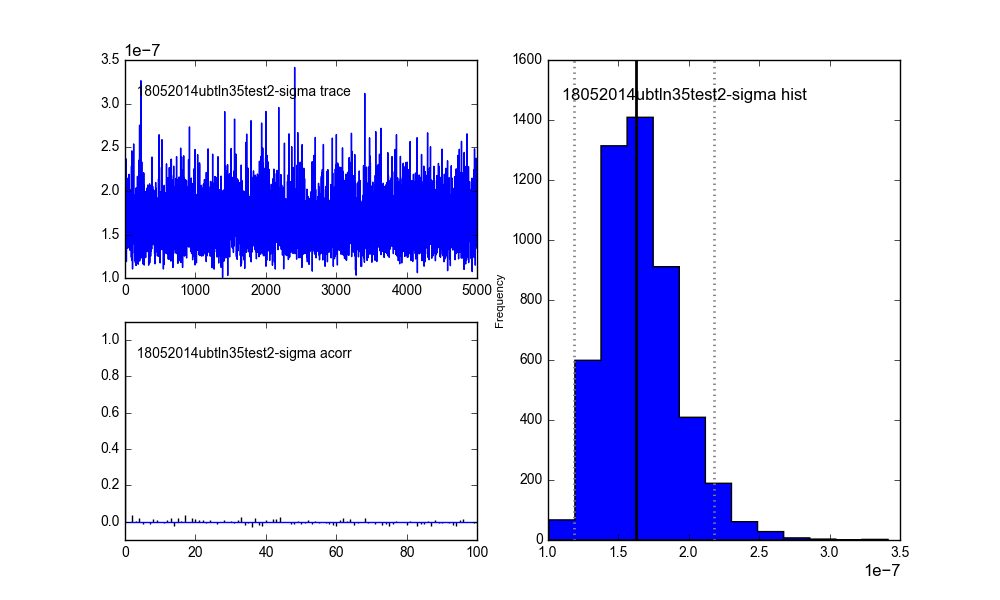 1e−7
3.5
3.0
2.5
2.0
1.5
1.0
18052014ubtln35test2-sigma trace
0 1000 2000 3000 4000 5000
1.0
0.8
0.6
0.4
0.2
0.0
18052014ubtln35test2-sigma acorr
0 20 40 60 80 100
Frequency
1600
1400
1200
1000
800
600
400
200
0
18052014ubtln35test2-sigma hist
1.0 1.5 2.0 2.5 3.0 3.5
1e−7